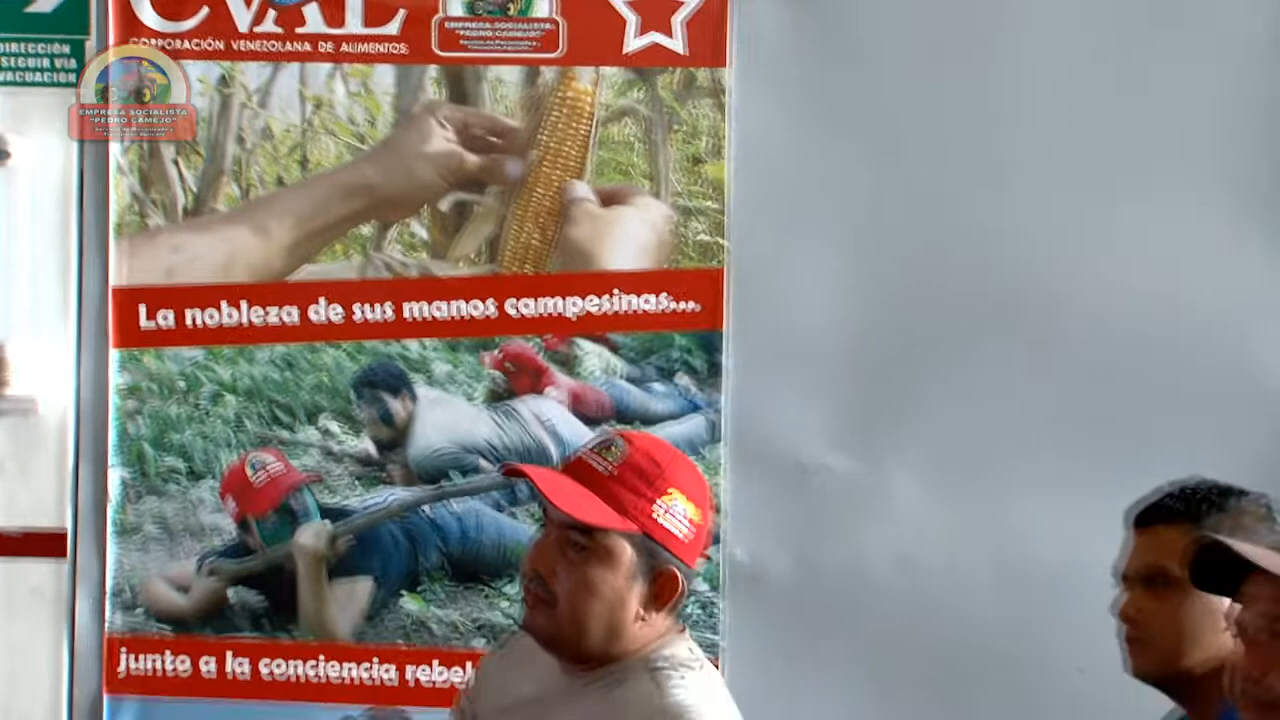 DIRECCIÓN
SEGUIR VIA
EVACUACIÓN
CVAL
CORPORACIÓN VENEZOLANA DE ALIMENTOS
EMPRESA SOCIALISTA
"PEDRO CAMEJO"
EMPRESA SOCIALISTA
"PEDRO CAMEJO"
La nobleza de sus manos campesinas...
junto a la conciencia rebel